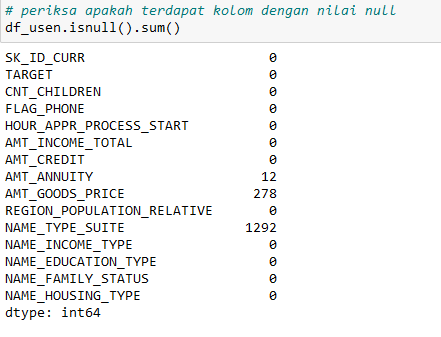 # periksa apakah terdapat kolom dengan nilai null
df_usen.isnull().sum()
SK_ID_CURR 0
TARGET 0
CNT_CHILDREN 0
FLAG_PHONE 0
HOUR_APPR_PROCESS_START 0
AMT_INCOME_TOTAL 0
AMT_CREDIT 0
AMT_ANNUITY 12
AMT_GOODS_PRICE 278
REGION_POPULATION_RELATIVE 0
NAME_TYPE_SUITE 1292
NAME_INCOME_TYPE 0
NAME_EDUCATION_TYPE 0
NAME_FAMILY_STATUS 0
NAME_HOUSING_TYPE 0
dtype: int64